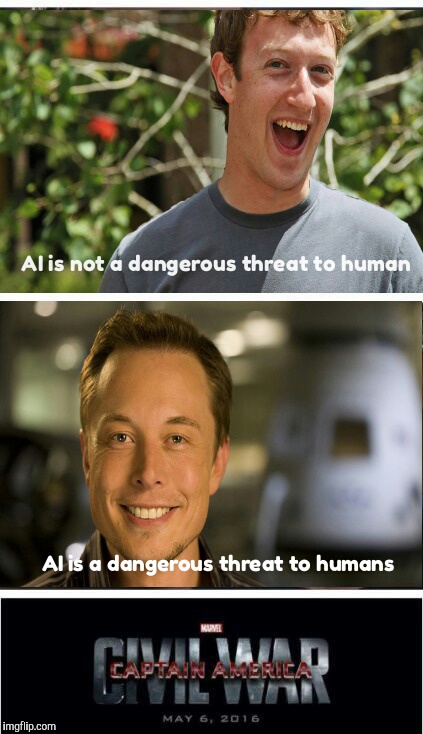 AI is not a dangerous threat to human
AI is a dangerous threat to humans
MARVEL
CIVIL WAR
CAPTAIN AMERICA
MAY 6, 2016
imgflip.com